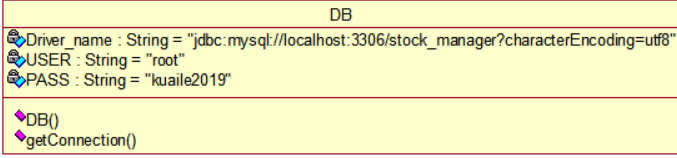 DB
Driver_name : String = "jdbc:mysql://localhost:3306/stock_manager?characterEncoding=utf8"
USER : String = "root"
PASS : String = "kuaile2019"
DB()
getConnection()